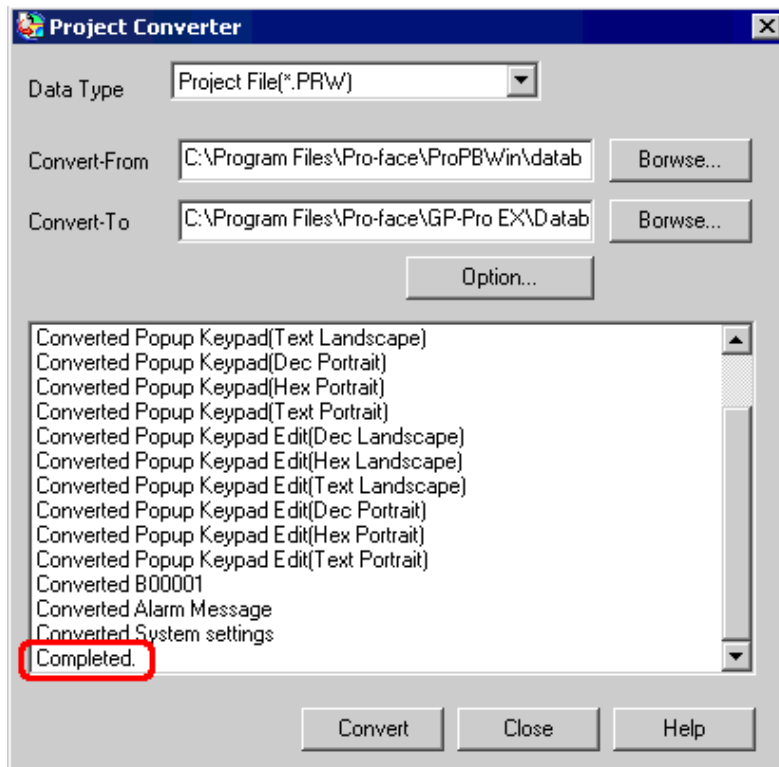 Project Converter
Data Type Project File(*.PRW)
Convert-From C:\Program Files\Pro-face\ProPBWin\datab Borwse...
Convert-To C:\Program Files\Pro-face\GP-Pro EX\Datab Borwse...
Option...
Converted Popup Keypad(Text Landscape)
Converted Popup Keypad(Dec Portrait)
Converted Popup Keypad(Hex Portrait)
Converted Popup Keypad(Text Portrait)
Converted Popup Keypad Edit(Dec Landscape)
Converted Popup Keypad Edit(Hex Landscape)
Converted Popup Keypad Edit(Text Landscape)
Converted Popup Keypad Edit(Dec Portrait)
Converted Popup Keypad Edit(Hex Portrait)
Converted Popup Keypad Edit(Text Portrait)
Converted B00001
Converted Alarm Message
Converted System settings
Completed.
Convert Close Help